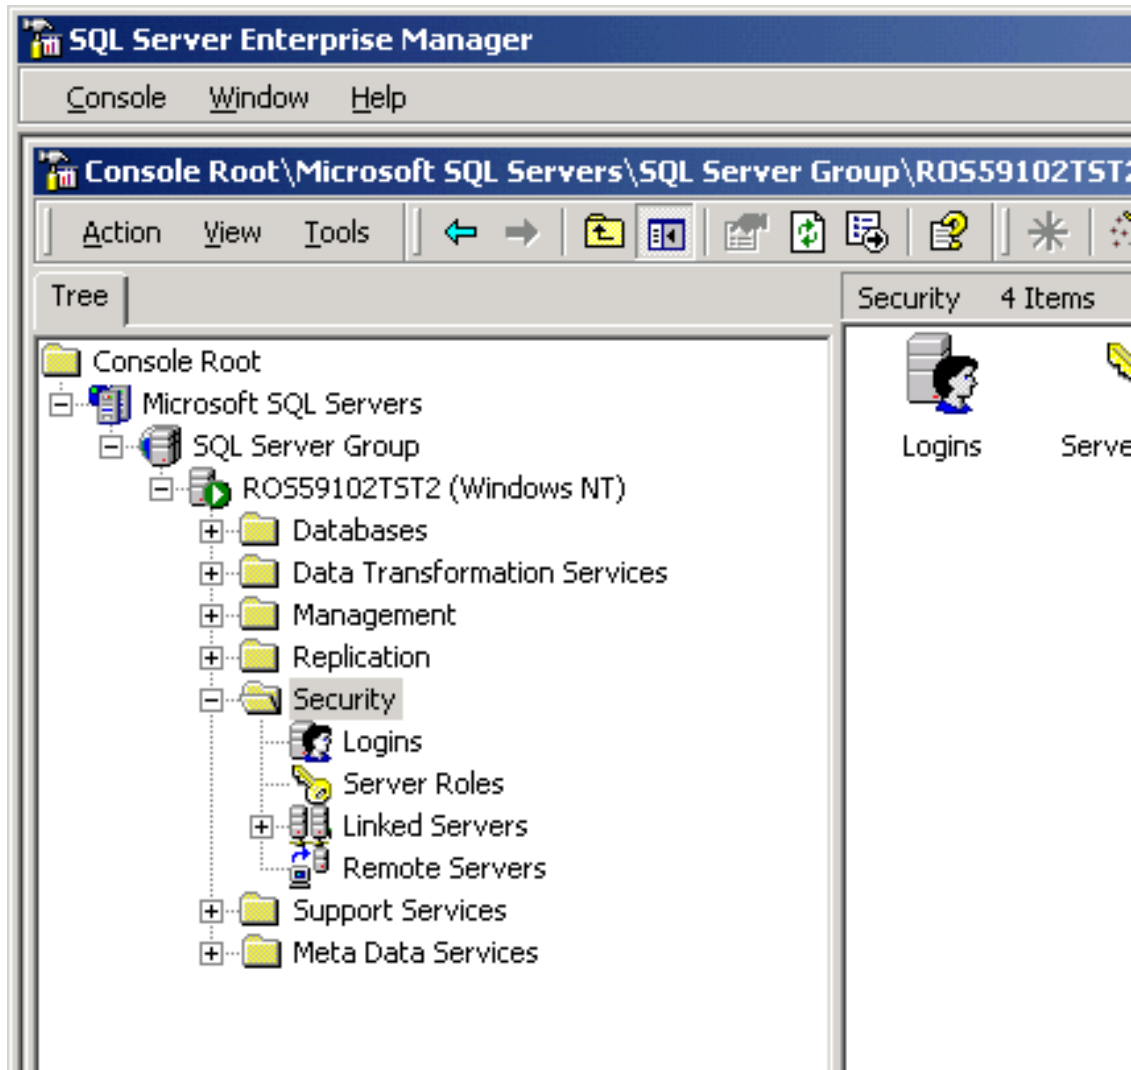 SQL Server Enterprise Manager
Console Window Help
Console Root\Microsoft SQL Servers\SQL Server Group\ROS59102TST2
Action View Tools
Tree
Security 4 Items
Console Root
Microsoft SQL Servers
SQL Server Group
ROS59102TST2 (Windows NT)
Databases
Data Transformation Services
Management
Replication
Security
Logins
Server Roles
Linked Servers
Remote Servers
Support Services
Meta Data Services
Logins